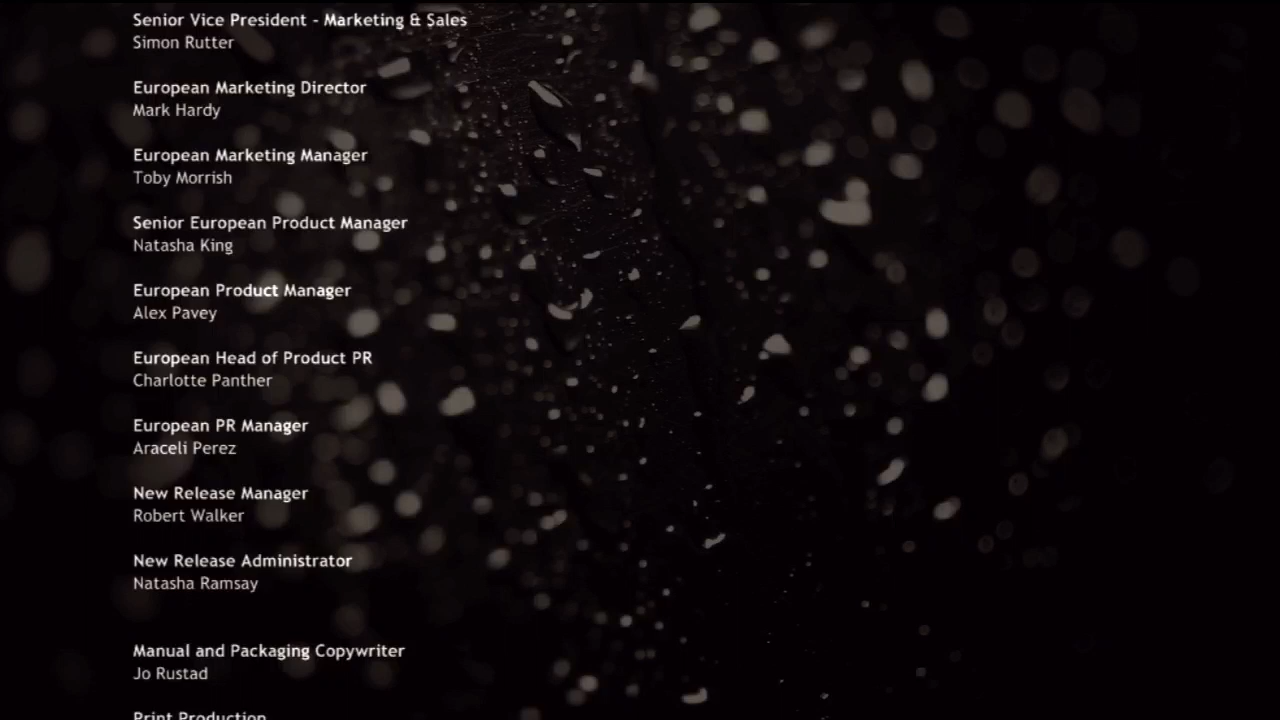 Senior Vice President - Marketing & Sales
Simon Rutter
European Marketing Director
Mark Hardy
European Marketing Manager
Toby Morrish
Senior European Product Manager
Natasha King
European Product Manager
Alex Pavey
European Head of Product PR
Charlotte Panther
European PR Manager
Araceli Perez
New Release Manager
Robert Walker
New Release Administrator
Natasha Ramsay
Manual and Packaging Copywriter
Jo Rustad
Print Production